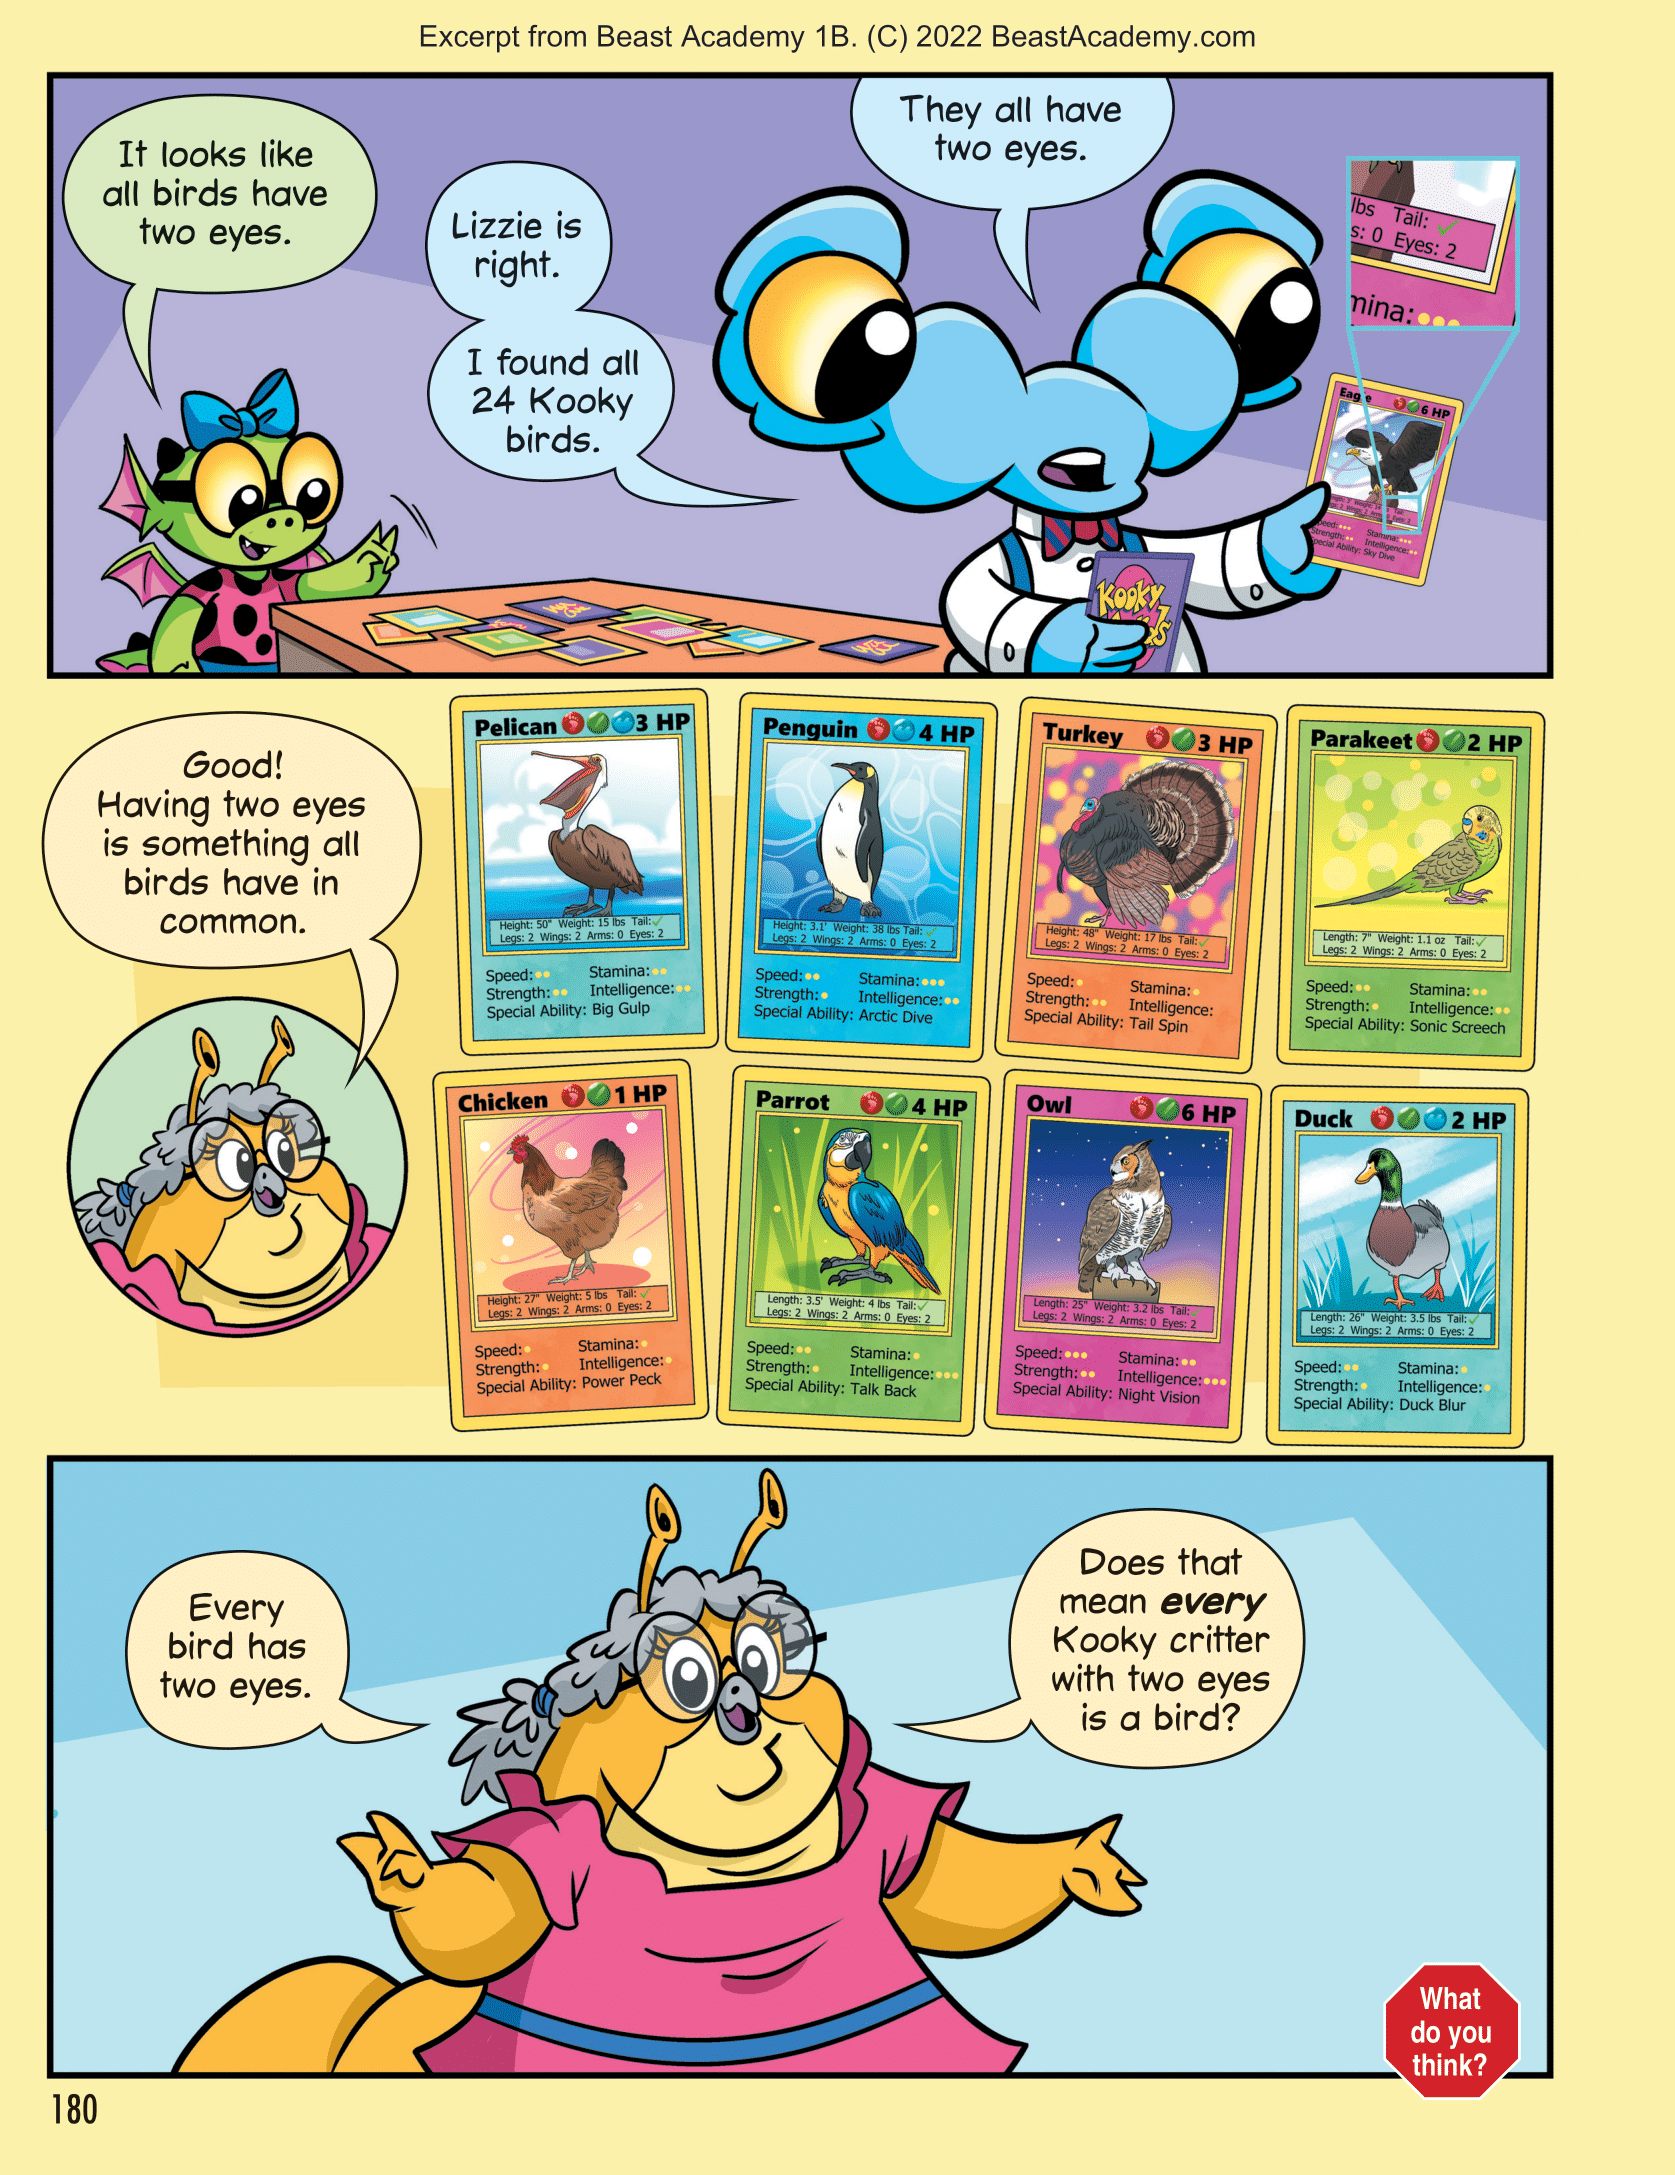 Excerpt from Beast Academy 1B. (C) 2022 BeastAcademy.com
It looks like
all birds have
two eyes.
Lizzie is
right.
I found all
24 Kooky
birds.
They all have
two eyes.
lbs Tail:
s: 0 Eyes: 2
mina:
Eagle 6 HP
Speed:
Stamina:
Strength:
Intelligence:
Special Ability: Sky Dive
Kooky
Good!
Having two eyes
is something all
birds have in
common.
Pelican 3 HP
Height: 50" Weight: 15 lbs Tail:✓
Legs: 2 Wings: 2 Arms: 0 Eyes: 2
Speed: Stamina:
Strength: Intelligence:
Special Ability: Big Gulp
Penguin 4 HP
Height: 3.1' Weight: 38 lbs Tail:✓
Legs: 2 Wings: 2 Arms: 0 Eyes: 2
Speed: Stamina:
Strength: Intelligence:
Special Ability: Arctic Dive
Turkey 3 HP
Height: 48" Weight: 17 lbs Tail:✓
Legs: 2 Wings: 2 Arms: 0 Eyes: 2
Speed: Stamina:
Strength: Intelligence:
Special Ability: Tail Spin
Parakeet 2 HP
Length: 7" Weight: 1.1 oz Tail:✓
Legs: 2 Wings: 2 Arms: 0 Eyes: 2
Speed: Stamina:
Strength: Intelligence:
Special Ability: Sonic Screech
Chicken 1 HP
Height: 27" Weight: 5 lbs Tail:✓
Legs: 2 Wings: 2 Arms: 0 Eyes: 2
Speed: Stamina:
Strength: Intelligence:
Special Ability: Power Peck
Parrot 4 HP
Length: 3.5' Weight: 4 lbs Tail:✓
Legs: 2 Wings: 2 Arms: 0 Eyes: 2
Speed: Stamina:
Strength: Intelligence:
Special Ability: Talk Back
Owl 6 HP
Length: 25" Weight: 3.2 lbs Tail:✓
Legs: 2 Wings: 2 Arms: 0 Eyes: 2
Speed: Stamina:
Strength: Intelligence:
Special Ability: Night Vision
Duck 2 HP
Length: 26" Weight: 3.5 lbs Tail:✓
Legs: 2 Wings: 2 Arms: 0 Eyes: 2
Speed: Stamina:
Strength: Intelligence:
Special Ability: Duck Blur
Every
bird has
two eyes.
Does that
mean every
Kooky critter
with two eyes
is a bird?
What
do you
think?
180